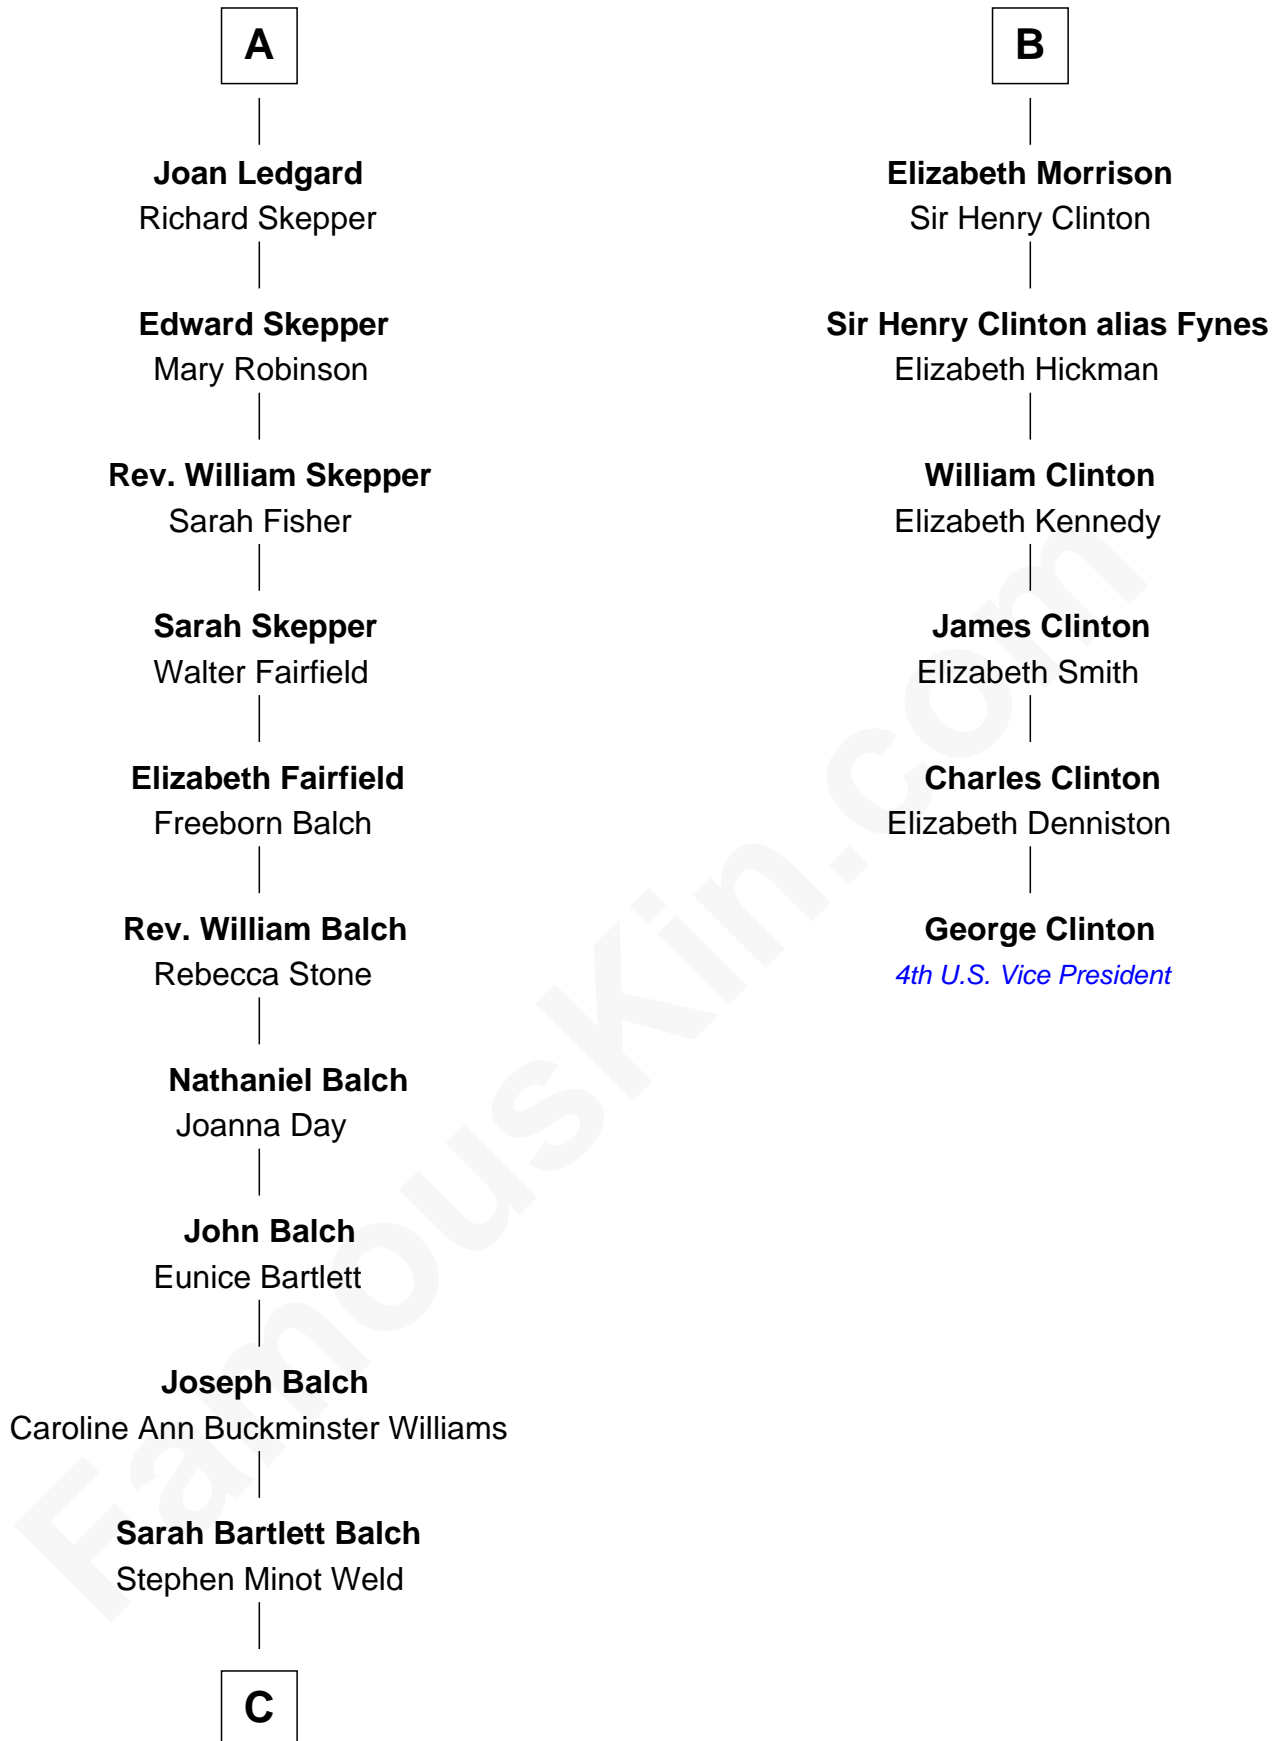 A
Joan Ledgard
Richard Skepper
Edward Skepper
Mary Robinson
Rev. William Skepper
Sarah Fisher
Sarah Skepper
Walter Fairfield
Elizabeth Fairfield
Freeborn Balch
Rev. William Balch
Rebecca Stone
Nathaniel Balch
Joanna Day
John Balch
Eunice Bartlett
Joseph Balch
Caroline Ann Buckminster Williams
Sarah Bartlett Balch
Stephen Minot Weld
C
B
Elizabeth Morrison
Sir Henry Clinton
Sir Henry Clinton alias Fynes
Elizabeth Hickman
William Clinton
Elizabeth Kennedy
James Clinton
Elizabeth Smith
Charles Clinton
Elizabeth Denniston
George Clinton
4th U.S. Vice President
FamousKin.com